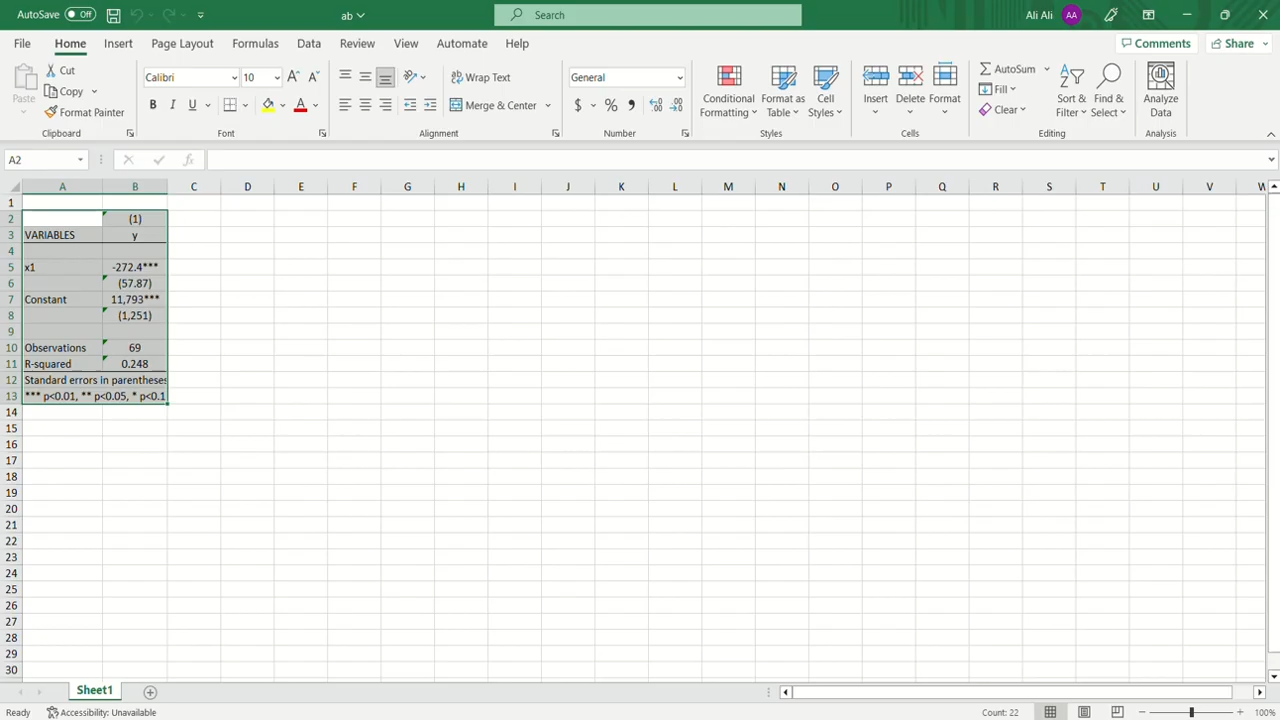 AutoSave Off ab Search Ali Ali AA
File Home Insert Page Layout Formulas Data Review View Automate Help Comments Share
Paste Cut Copy Format Painter Clipboard
Calibri 10 B I U A Font
Wrap Text Merge & Center Alignment
General $ % , Number
Conditional Formatting Format as Table Cell Styles Styles
Insert Delete Format Cells
AutoSum Fill Clear Sort & Filter Find & Select Editing
Analyze Data Analysis
A2 fx
A B C D E F G H I J K L M N O P Q R S T U V W
1
2 (1)
3 VARIABLES y
4
5 x1 -272.4***
6 (57.87)
7 Constant 11,793***
8 (1,251)
9
10 Observations 69
11 R-squared 0.248
12 Standard errors in parentheses
13 *** p<0.01, ** p<0.05, * p<0.1
14
15
16
17
18
19
20
21
22
23
24
25
26
27
28
29
30
Sheet1
Ready Accessibility: Unavailable Count: 22 100%